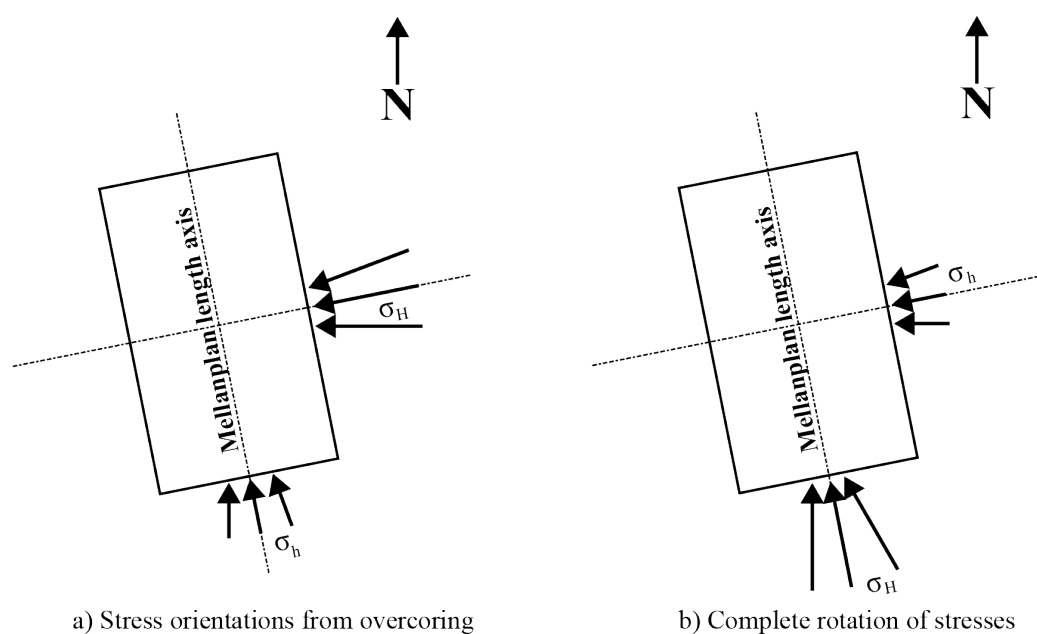 N
N
Mellanplan length axis
Mellanplan length axis
σH
σh
σh
σH
a) Stress orientations from overcoring
b) Complete rotation of stresses